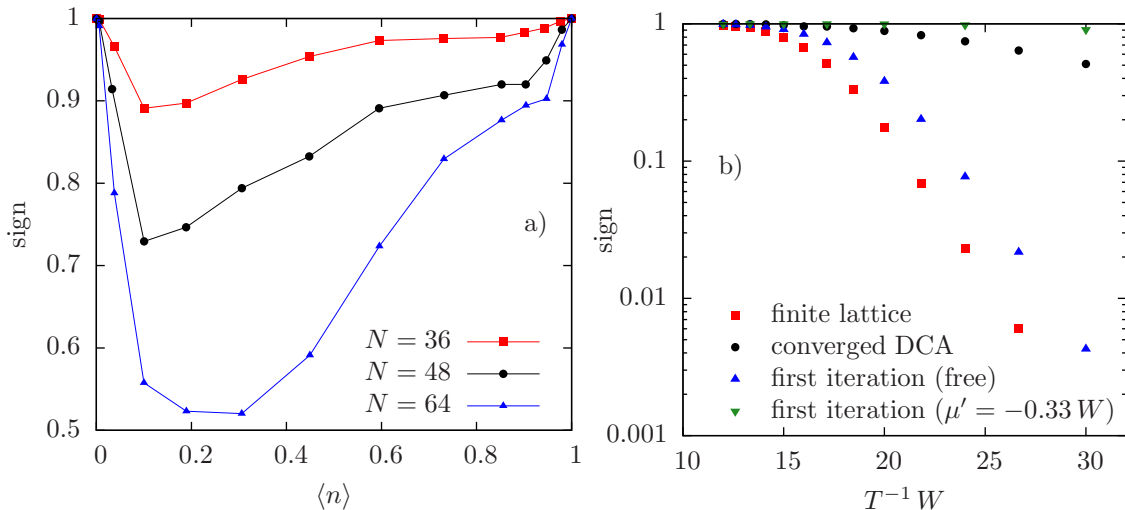 1
0.9
0.8
0.7
0.6
0.5
sign
a)
N = 36
N = 48
N = 64
0 0.2 0.4 0.6 0.8 1
⟨n⟩
1
0.1
0.01
0.001
sign
b)
finite lattice
converged DCA
first iteration (free)
first iteration (μ′ = −0.33 W)
10 15 20 25 30
T⁻¹ W